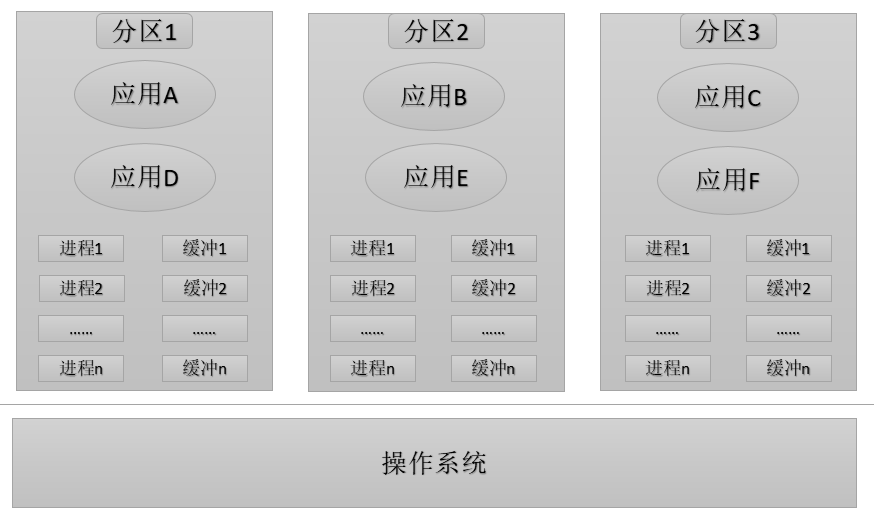 分区1
应用A
应用D
进程1 缓冲1
进程2 缓冲2
...... ......
进程n 缓冲n
分区2
应用B
应用E
进程1 缓冲1
进程2 缓冲2
...... ......
进程n 缓冲n
分区3
应用C
应用F
进程1 缓冲1
进程2 缓冲2
...... ......
进程n 缓冲n
操作系统